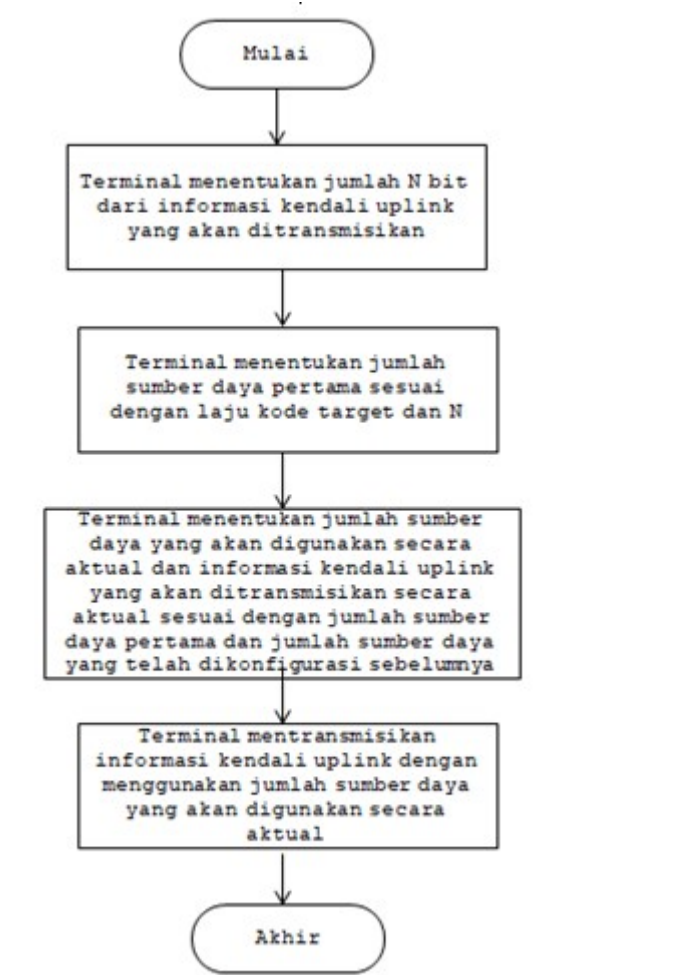 Mulai
Terminal menentukan jumlah N bit
dari informasi kendali uplink
yang akan ditransmisikan
Terminal menentukan jumlah
sumber daya pertama sesuai
dengan laju kode target dan N
Terminal menentukan jumlah sumber
daya yang akan digunakan secara
aktual dan informasi kendali uplink
yang akan ditransmisikan secara
aktual sesuai dengan jumlah sumber
daya pertama dan jumlah sumber daya
yang telah dikonfigurasi sebelumnya
Terminal mentransmisikan
informasi kendali uplink dengan
menggunakan jumlah sumber daya
yang akan digunakan secara
aktual
Akhir